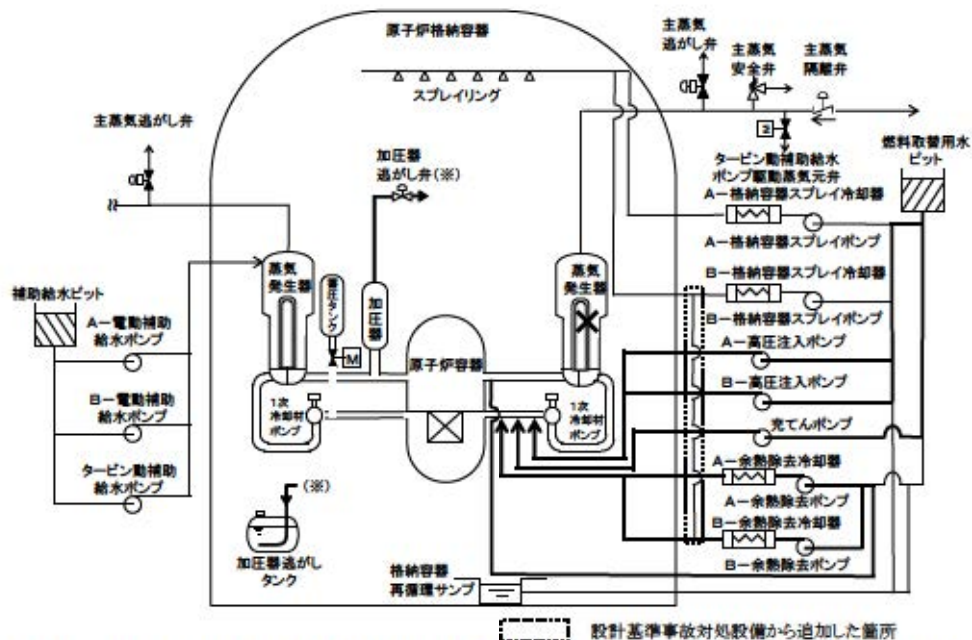 原子炉格納容器
主蒸気
逃がし弁
主蒸気
安全弁
主蒸気
隔離弁
スプレイリング
主蒸気逃がし弁
加圧器
逃がし弁(※)
燃料取替用水
ピット
タービン動補助給水
ポンプ駆動蒸気元弁
A-格納容器スプレイ冷却器
A-格納容器スプレイポンプ
蒸気
発生器
蓄圧タンク
加圧器
蒸気
発生器
B-格納容器スプレイ冷却器
B-格納容器スプレイポンプ
補助給水ピット
A-電動補助
給水ポンプ
M
原子炉容器
A-高圧注入ポンプ
B-高圧注入ポンプ
B-電動補助
給水ポンプ
1次
冷却材
ポンプ
1次
冷却材
ポンプ
充てんポンプ
タービン動補助
給水ポンプ
A-余熱除去冷却器
A-余熱除去ポンプ
(※)
B-余熱除去冷却器
B-余熱除去ポンプ
加圧器逃がし
タンク
格納容器
再循環サンプ
設計基準事故対処設備から追加した箇所